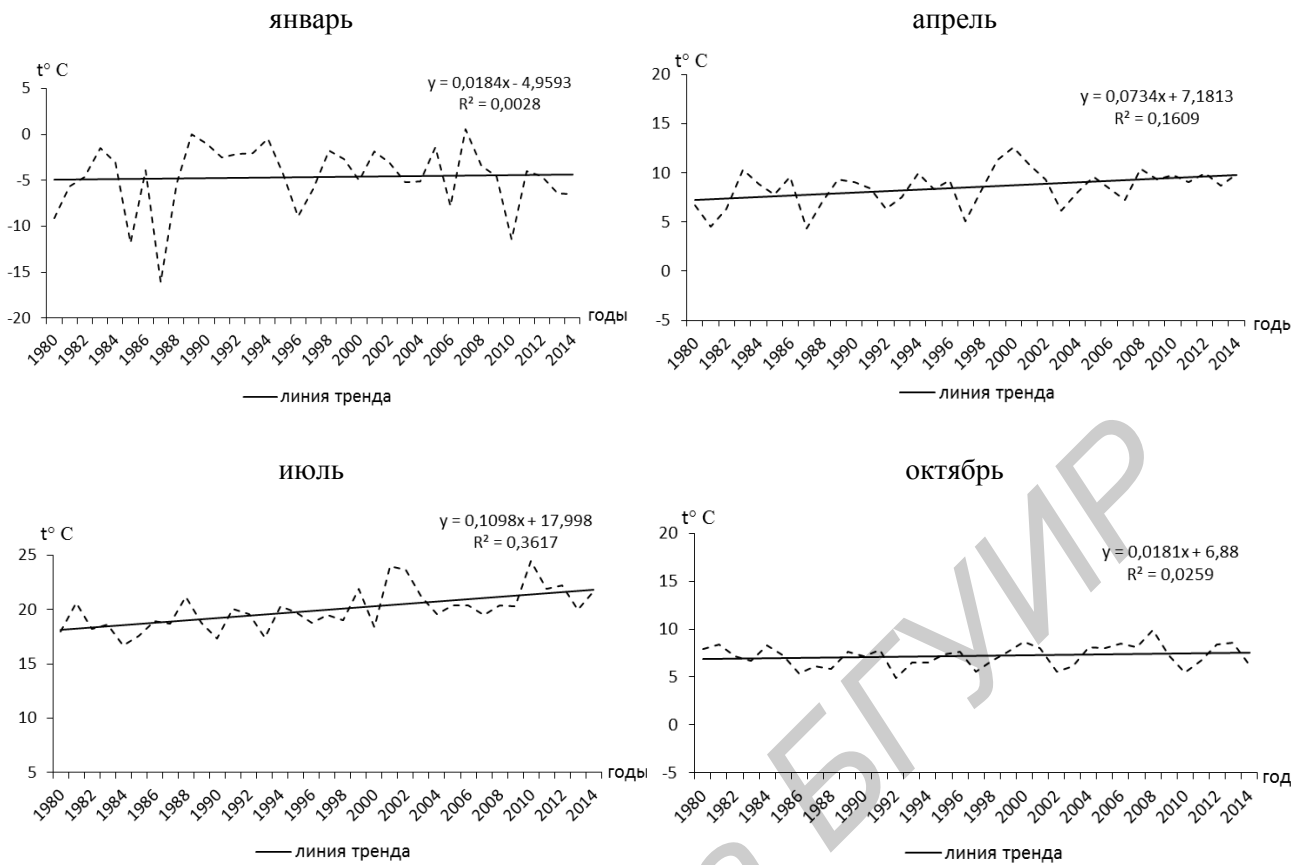 январь
t° C
y = 0,0184x - 4,9593
R² = 0,0028
5
0
-5
-10
-15
-20
годы
1980 1982 1984 1986 1988 1990 1992 1994 1996 1998 2000 2002 2004 2006 2008 2010 2012 2014
линия тренда
апрель
t° C
y = 0,0734x + 7,1813
R² = 0,1609
20
15
10
5
0
-5
годь
1980 1982 1984 1986 1988 1990 1992 1994 1996 1998 2000 2002 2004 2006 2008 2010 2012 2014
линия тренда
июль
t° C
y = 0,1098x + 17,998
R² = 0,3617
25
20
15
10
5
годы
1980 1982 1984 1986 1988 1990 1992 1994 1996 1998 2000 2002 2004 2006 2008 2010 2012 2014
линия тренда
октябрь
t° C
y = 0,0181x + 6,88
R² = 0,0259
20
15
10
5
0
-5
год
1980 1982 1984 1986 1988 1990 1992 1994 1996 1998 2000 2002 2004 2006 2008 2010 2012 2014
линия тренда
БГУИР